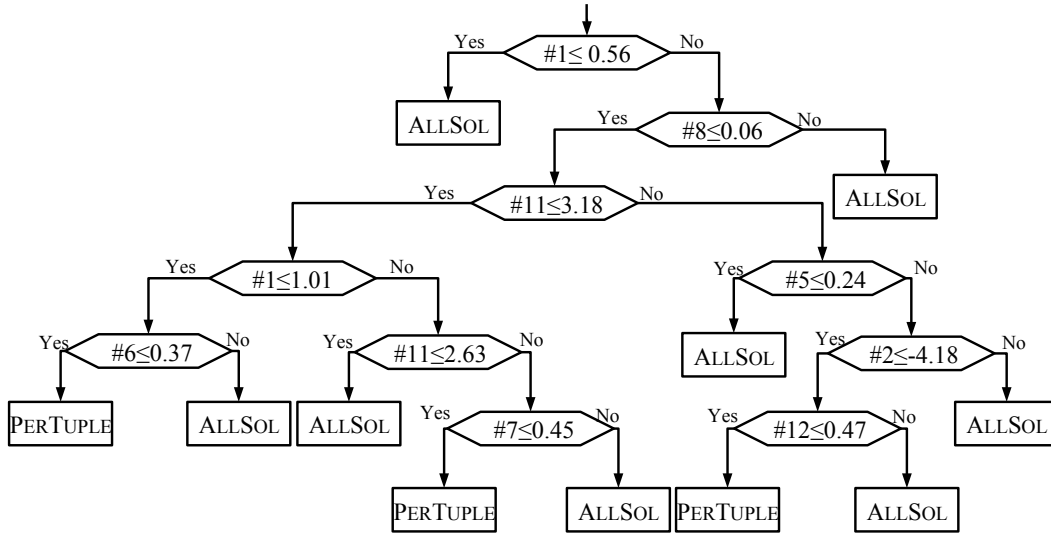 Yes
#1≤ 0.56
No
ALLSOL
Yes
#8≤0.06
No
Yes
#11≤3.18
No
ALLSOL
Yes
#1≤1.01
No
Yes
#5≤0.24
No
Yes
#6≤0.37
No
Yes
#11≤2.63
No
ALLSOL
Yes
#2≤-4.18
No
PERTUPLE
ALLSOL
ALLSOL
Yes
#7≤0.45
No
Yes
#12≤0.47
No
ALLSOL
PERTUPLE
ALLSOL
PERTUPLE
ALLSOL